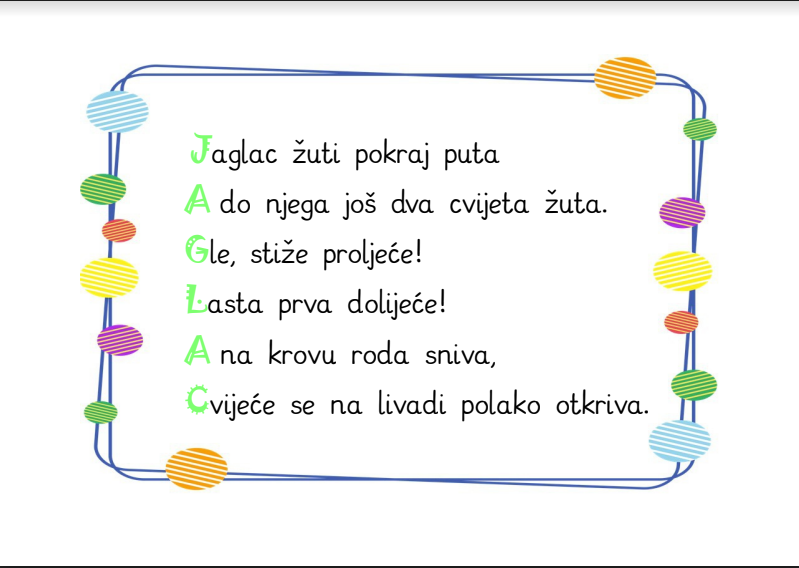 Jaglac žuti pokraj puta
A do njega još dva cvijeta žuta.
Gle, stiže proljeće!
Lasta prva dolijeće!
A na krovu roda sniva,
Cvijeće se na livadi polako otkriva.